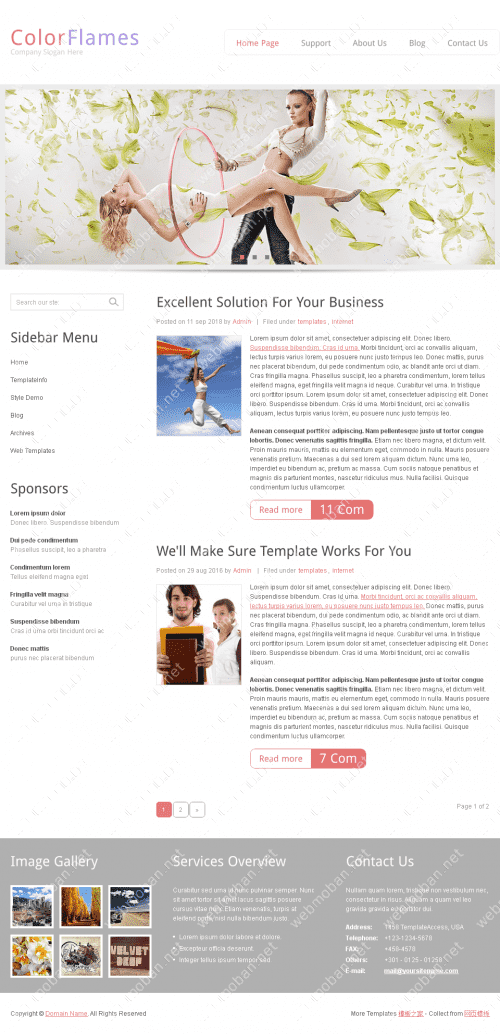 ColorFlames
Company Slogan Here
Home Page Support About Us Blog Contact Us
Search our site
Sidebar Menu
Home
TemplateInfo
Style Demo
Blog
Archives
Web Templates
Sponsors
Lorem ipsum dolor
Donec libero. Suspendisse bibendum
Dui pede condimentum
Phasellus suscipit, leo a pharetra
Condimentum lorem
Tellus eleifend magna eget
Fringilla velit magna
Curabitur vel urna in tristique
Suspendisse bibendum
Cras id urna orbi tincidunt orci ac
Donec mattis
purus nec placerat bibendum
Excellent Solution For Your Business
Posted on 11 sep 2018 by Admin | Filed under templates, internet
Lorem ipsum dolor sit amet, consectetuer adipiscing elit. Donec libero.
Suspendisse bibendum. Cras id urna. Morbi tincidunt, orci ac convallis aliquam,
lectus turpis varius lorem, eu posuere nunc justo tempus leo. Donec mattis, purus
nec placerat bibendum, dui pede condimentum odio, ac blandit ante orci ut diam.
Cras fringilla magna. Phasellus suscipit, leo a pharetra condimentum, lorem tellus
eleifend magna, eget fringilla velit magna id neque. Curabitur vel urna. In tristique
orci porttitor ipsum. Lorem ipsum dolor sit amet, consectetuer adipiscing elit.
Donec libero. Suspendisse bibendum. Cras id urna. Morbi tincidunt, orci ac convallis
aliquam, lectus turpis varius lorem, eu posuere nunc justo tempus leo.
Aenean consequat porttitor adipiscing. Nam pellentesque justo ut tortor congue
lobortis. Donec venenatis sagittis fringilla. Etiam nec libero magna, et dictum velit.
Proin mauris mauris, mattis eu elementum eget, commodo in nulla. Mauris posuere
venenatis pretium. Maecenas a dui sed lorem aliquam dictum. Nunc urna leo,
imperdiet eu bibendum ac, pretium ac massa. Cum sociis natoque penatibus et
magnis dis parturient montes, nascetur ridiculus mus. Nulla facilisi. Quisque
condimentum luctus ullamcorper.
Read more 11 Com
We'll Make Sure Template Works For You
Posted on 29 aug 2016 by Admin | Filed under templates, internet
Lorem ipsum dolor sit amet, consectetuer adipiscing elit. Donec libero.
Suspendisse bibendum. Cras id urna. Morbi tincidunt, orci ac convallis aliquam,
lectus turpis varius lorem, eu posuere nunc justo tempus leo. Donec mattis, purus
nec placerat bibendum, dui pede condimentum odio, ac blandit ante orci ut diam.
Cras fringilla magna. Phasellus suscipit, leo a pharetra condimentum, lorem tellus
eleifend magna, eget fringilla velit magna id neque. Curabitur vel urna. In tristique
orci porttitor ipsum. Lorem ipsum dolor sit amet, consectetuer adipiscing elit.
Donec libero. Suspendisse bibendum. Cras id urna. Morbi tincidunt, orci ac convallis
aliquam.
Aenean consequat porttitor adipiscing. Nam pellentesque justo ut tortor congue
lobortis. Donec venenatis sagittis fringilla. Etiam nec libero magna, et dictum velit.
Proin mauris mauris, mattis eu elementum eget, commodo in nulla. Mauris posuere
venenatis pretium. Maecenas a dui sed lorem aliquam dictum. Nunc urna leo,
imperdiet eu bibendum ac, pretium ac massa. Cum sociis natoque penatibus et
magnis dis parturient montes, nascetur ridiculus mus. Nulla facilisi. Quisque
condimentum luctus ullamcorper.
Read more 7 Com
1 2 »
Page 1 of 2
Image Gallery
VELVET
DROP
Services Overview
Curabitur sed urna id nunc pulvinar semper. Nunc
sit amet tortor sit amet lacus sagittis posuere
cursus vitae nunc. Etiam venenatis, turpis at
eleifend porta, nisl nulla bibendum justo.
Lorem ipsum dolor labore et dolore.
Excepteur officia deserunt.
Integer tellus ipsum tempor sed.
Contact Us
Nullam quam lorem, tristique non vestibulum nec,
consectetur in risus. Aliquam a quam vel leo
gravida gravida eu porttitor dui.
Address: 1458 TemplateAccess, USA
Telephone: +123-1234-5678
FAX: +458-4578
Others: +301 - 0125 - 01258
E-mail: mail@yoursitename.com
Copyright © Domain Name. All Rights Reserved
More Templates 模板之家 - Collect from 网页模板